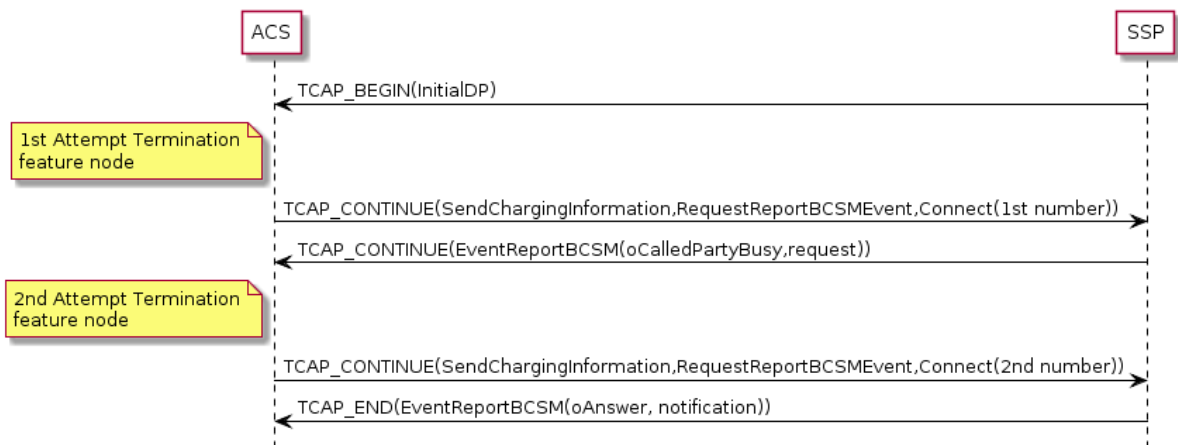 ACS
SSP
TCAP_BEGIN(InitialDP)
1st Attempt Termination
feature node
TCAP_CONTINUE(SendChargingInformation,RequestReportBCSMEvent,Connect(1st number))
TCAP_CONTINUE(EventReportBCSM(oCalledPartyBusy,request))
2nd Attempt Termination
feature node
TCAP_CONTINUE(SendChargingInformation,RequestReportBCSMEvent,Connect(2nd number))
TCAP_END(EventReportBCSM(oAnswer, notification))